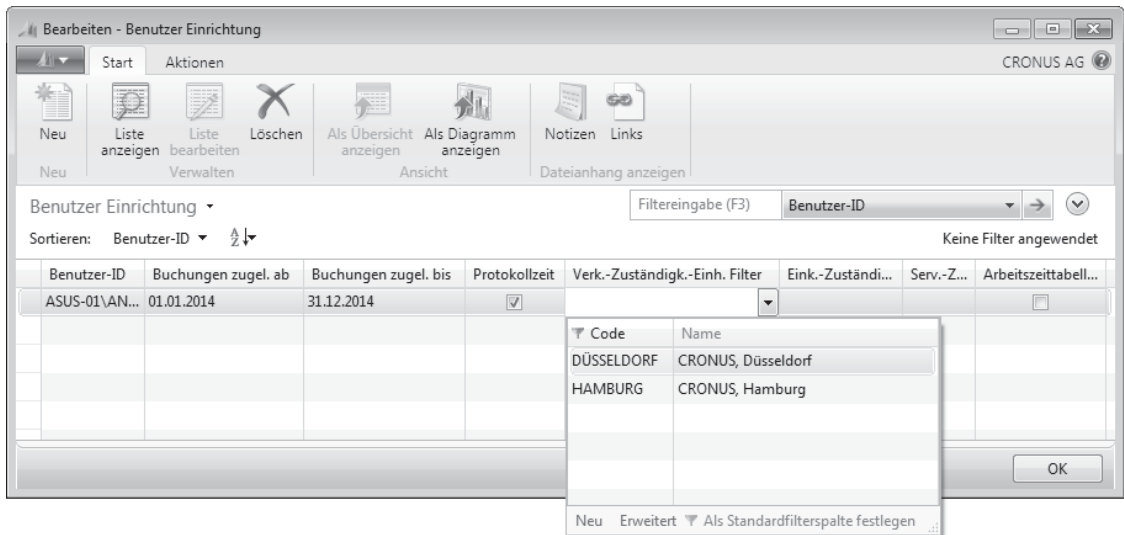 Bearbeiten - Benutzer Einrichtung
Start Aktionen CRONUS AG
Neu Liste anzeigen Liste bearbeiten Löschen Als Übersicht anzeigen Als Diagramm anzeigen Notizen Links
Neu Verwalten Ansicht Dateianhang anzeigen
Benutzer Einrichtung Filtereingabe (F3) Benutzer-ID
Sortieren: Benutzer-ID Keine Filter angewendet
Benutzer-ID Buchungen zugel. ab Buchungen zugel. bis Protokollzeit Verk.-Zuständigk.-Einh. Filter Eink.-Zuständi... Serv.-Z... Arbeitszeittabell...
ASUS-01\AN... 01.01.2014 31.12.2014
Code Name
DÜSSELDORF CRONUS, Düsseldorf
HAMBURG CRONUS, Hamburg
OK
Neu Erweitert Als Standardfilterspalte festlegen